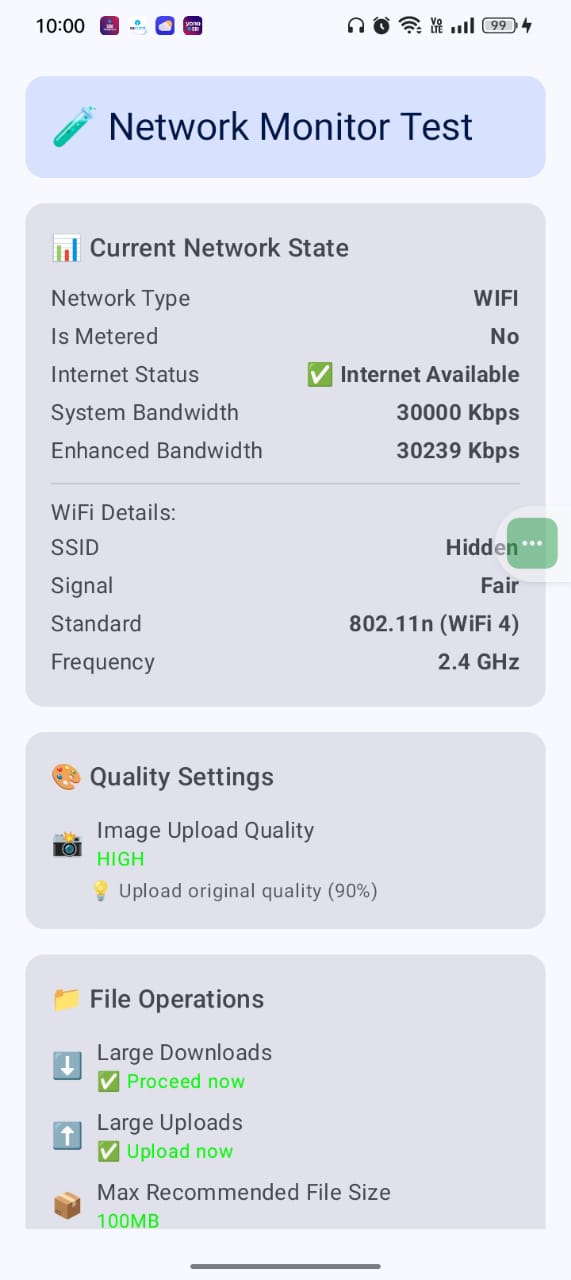 10:00
Vo
LTE
99
🧪 Network Monitor Test
📊 Current Network State
Network Type WIFI
Is Metered No
Internet Status ✅ Internet Available
System Bandwidth 30000 Kbps
Enhanced Bandwidth 30239 Kbps
WiFi Details:
SSID Hidden
Signal Fair
Standard 802.11n (WiFi 4)
Frequency 2.4 GHz
🎨 Quality Settings
📸 Image Upload Quality
HIGH
💡 Upload original quality (90%)
📁 File Operations
⬇️ Large Downloads
✅ Proceed now
⬆️ Large Uploads
✅ Upload now
📦 Max Recommended File Size
100MB